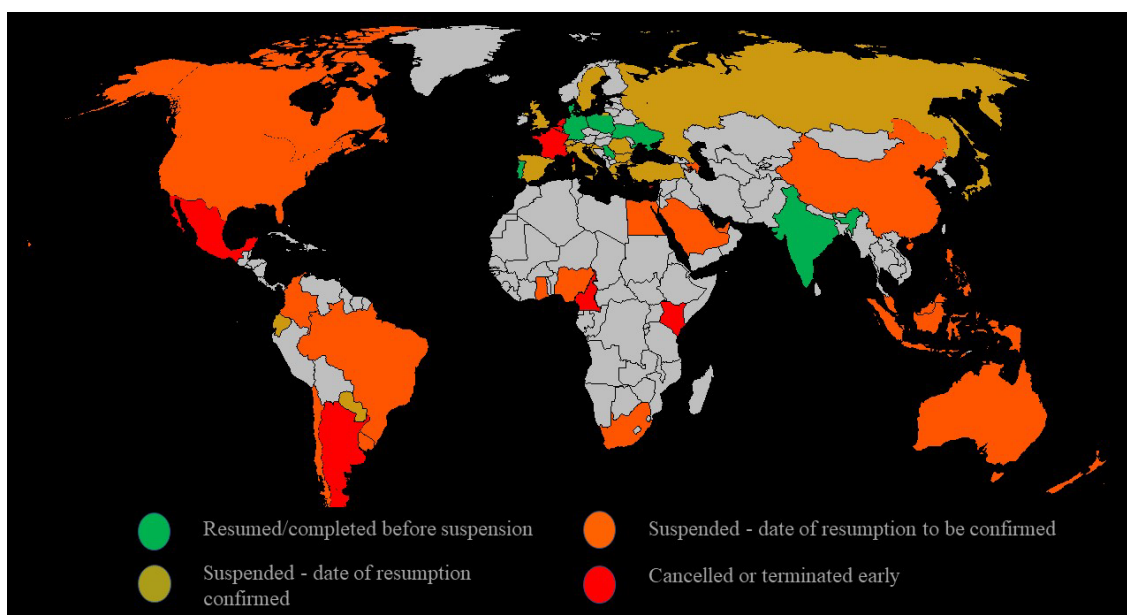 Resumed/completed before suspension
Suspended - date of resumption to be confirmed
Suspended - date of resumption
confirmed
Cancelled or terminated early